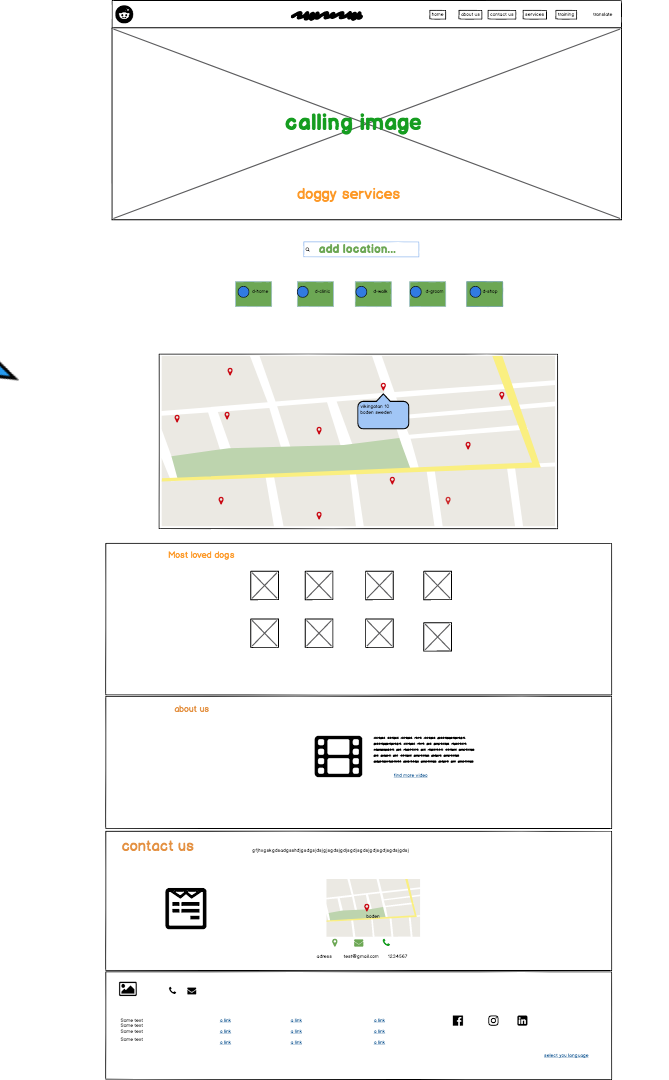 home
about us
contact us
services
training
translate
calling image
doggy services
add location...
d-home
d-clinic
d-walk
d-groom
d-shop
vikingatan 10
boden sweden
Most loved dogs
about us
find more video
contact us
boden
adress
test@gmail.com
1234567
Some text
Some text
Some text
Some text
a link
a link
a link
a link
a link
a link
a link
a link
a link
select you language